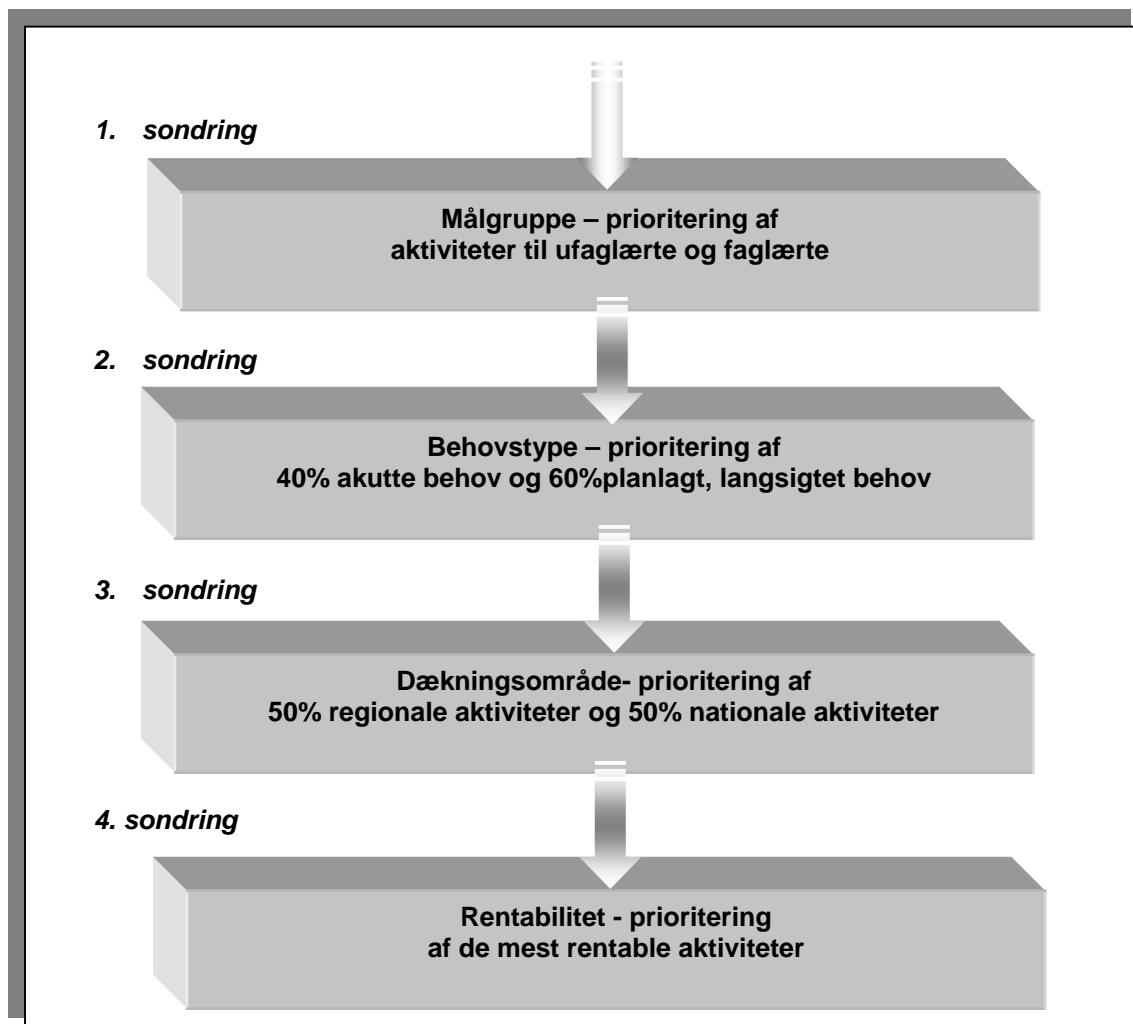 1. sondring
Målgruppe – prioritering af
aktiviteter til ufaglærte og faglærte
2. sondring
Behovstype – prioritering af
40% akutte behov og 60%planlagt, langsigtet behov
3. sondring
Dækningsområde- prioritering af
50% regionale aktiviteter og 50% nationale aktiviteter
4. sondring
Rentabilitet - prioritering
af de mest rentable aktiviteter